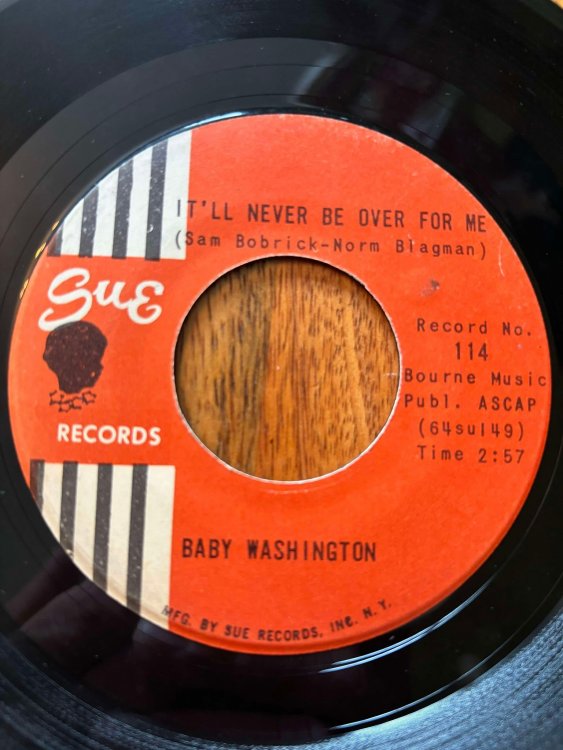 IT'LL NEVER BE OVER FOR ME
(Sam Bobrick-Norm Blagman)
Sue
RECORDS
Record No.
114
Bourne Music
Publ. ASCAP
(64su149)
Time 2:57
BABY WASHINGTON
MFG. BY SUE RECORDS, INC. N.Y.